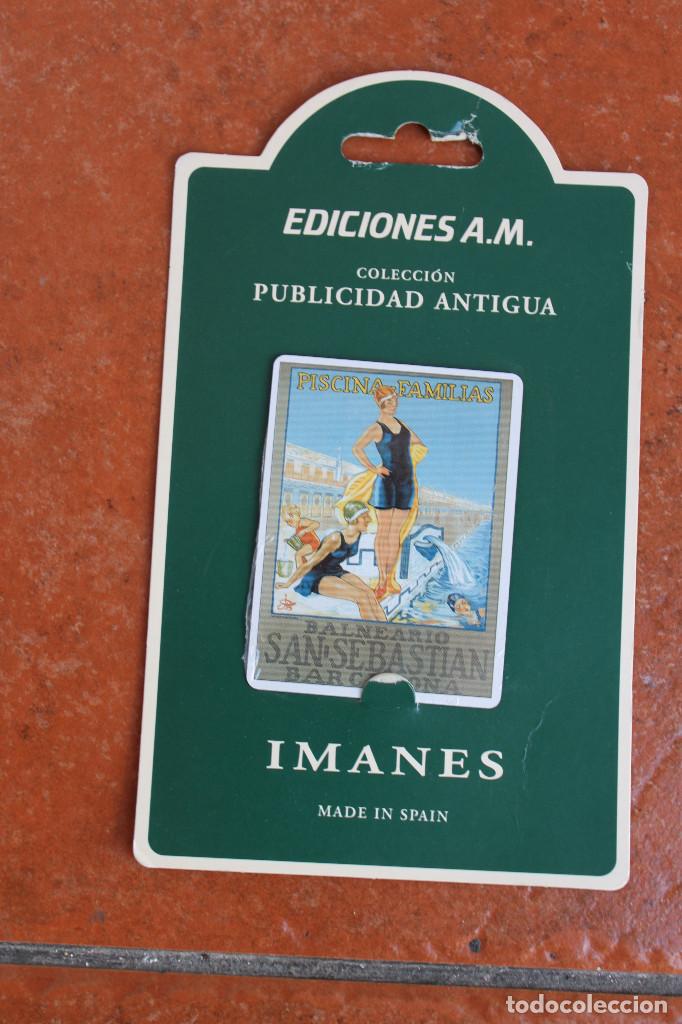 EDICIONES A.M.
COLECCIÓN
PUBLICIDAD ANTIGUA
PISCINA-FAMILIAS
BALNEARIO
SAN SEBASTIAN
BARCELONA
IMANES
MADE IN SPAIN
todocoleccion